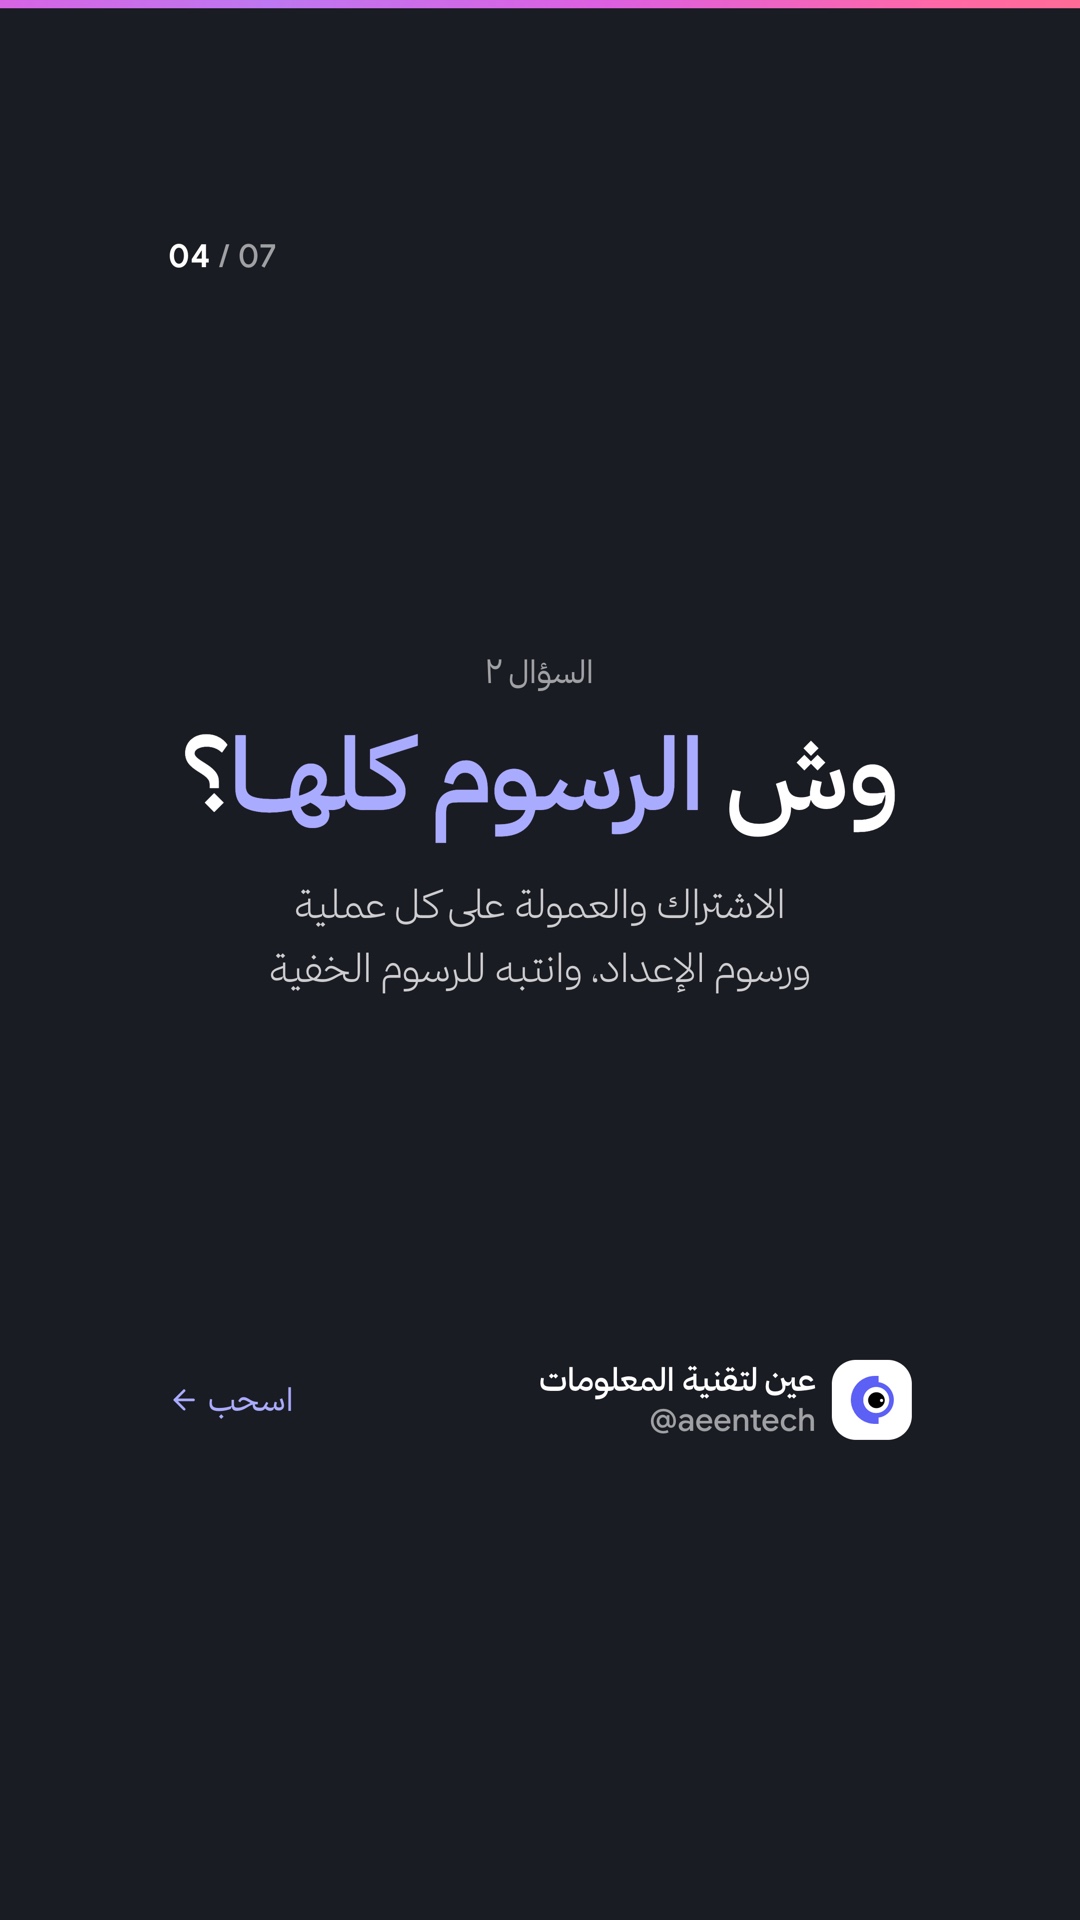 04 / 07
السؤال ٢
وش الرسوم كلها؟
الاشتراك والعمولة على كل عملية
ورسوم الإعداد، وانتبه للرسوم الخفية
عين لتقنية المعلومات
@aeentech
اسحب ←